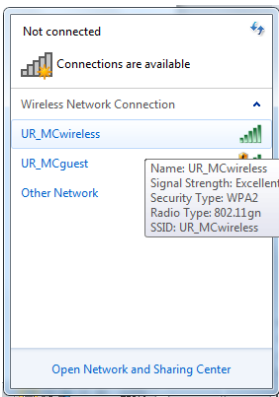 Not connected
Connections are available
Wireless Network Connection
UR_MCwireless
UR_MCguest
Other Network
Name: UR_MCwireless
Signal Strength: Excellent
Security Type: WPA2
Radio Type: 802.11gn
SSID: UR_MCwireless
Open Network and Sharing Center